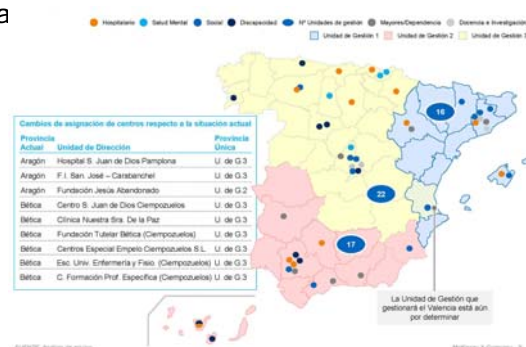 a
Hospitalario Salud Mental Social Discapacidad Nº Unidades de gestión Mayores/Dependencia Docencia e Investigación
Unidad de Gestión 1 Unidad de Gestión 2 Unidad de Gestión 3
Cambios de asignación de centros respecto a la situación actual
Provincia Actual Unidad de Dirección Provincia Única
Aragón Hospital S. Juan de Dios Pamplona U. de G.3
Aragón F.I. San. José – Carabanchel U. de G.3
Aragón Fundación Jesús Abandonado U. de G.2
Bética Centro S. Juan de Dios Ciempozuelos U. de G.3
Bética Clínica Nuestra Sra. De la Paz U. de G.3
Bética Fundación Tutelar Bética (Ciempozuelos) U. de G.3
Bética Centros Especial Empelo Ciempozuelos S.L. U. de G.3
Bética Esc. Univ. Enfermería y Fisio. (Ciempozuelos) U. de G.3
Bética C. Formación Prof. Específica (Ciempozuelos) U. de G.3
16
22
17
La Unidad de Gestión que
gestionará el Valencia está aún
por determinar